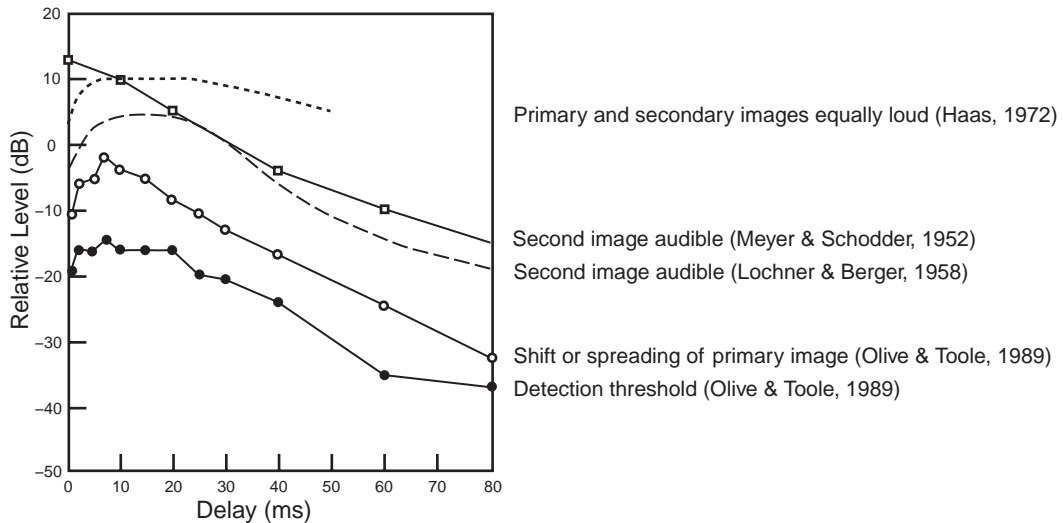 20
10
0
–10
–20
–30
–40
–50
Relative Level (dB)
0 10 20 30 40 50 60 70 80
Delay (ms)
Primary and secondary images equally loud (Haas, 1972)
Second image audible (Meyer & Schodder, 1952)
Second image audible (Lochner & Berger, 1958)
Shift or spreading of primary image (Olive & Toole, 1989)
Detection threshold (Olive & Toole, 1989)